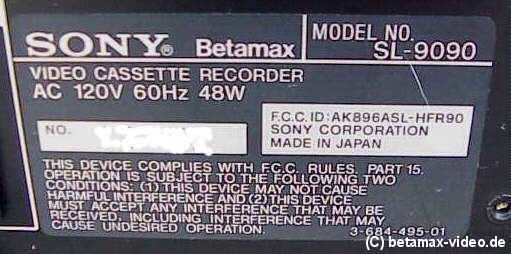 SONY® Betamax
MODEL NO.
SL-9090
VIDEO CASSETTE RECORDER
AC 120V 60Hz 48W
F.C.C. ID:AK896ASL-HFR90
SONY CORPORATION
MADE IN JAPAN
NO.
THIS DEVICE COMPLIES WITH F.C.C. RULES, PART 15.
OPERATION IS SUBJECT TO THE FOLLOWING TWO
CONDITIONS: (1) THIS DEVICE MAY NOT CAUSE
HARMFUL INTERFERENCE AND (2) THIS DEVICE
MUST ACCEPT ANY INTERFERENCE THAT MAY BE
RECEIVED, INCLUDING INTERFERENCE THAT MAY
CAUSE UNDESIRED OPERATION.
3-684-495-01
(C) betamax-video.de